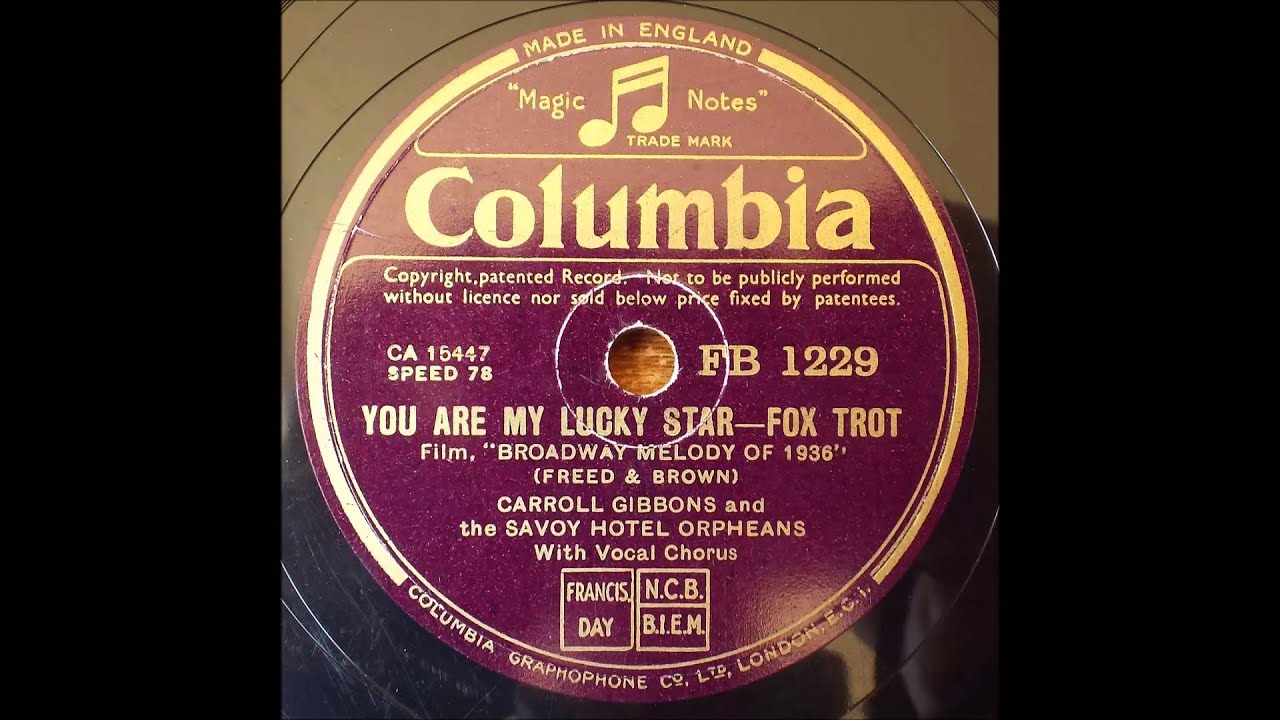 MADE IN ENGLAND
"Magic Notes"
TRADE MARK
Columbia
Copyright, patented Record. Not to be publicly performed
without licence nor sold below price fixed by patentees.
CA 15447
SPEED 78
FB 1229
YOU ARE MY LUCKY STAR—FOX TROT
Film, "BROADWAY MELODY OF 1936"
(FREED & BROWN)
CARROLL GIBBONS and
the SAVOY HOTEL ORPHEANS
With Vocal Chorus
FRANCIS,
DAY
N.C.B.
B.I.E.M.
COLUMBIA GRAPHOPHONE CO. LTD, LONDON, E.C.1.